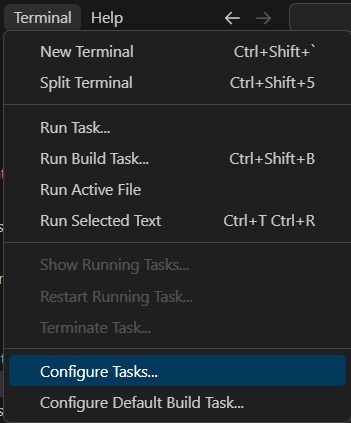 Terminal Help
New Terminal Ctrl+Shift+`
Split Terminal Ctrl+Shift+5
Run Task...
Run Build Task... Ctrl+Shift+B
Run Active File
Run Selected Text Ctrl+T Ctrl+R
Show Running Tasks...
Restart Running Task...
Terminate Task...
Configure Tasks...
Configure Default Build Task...